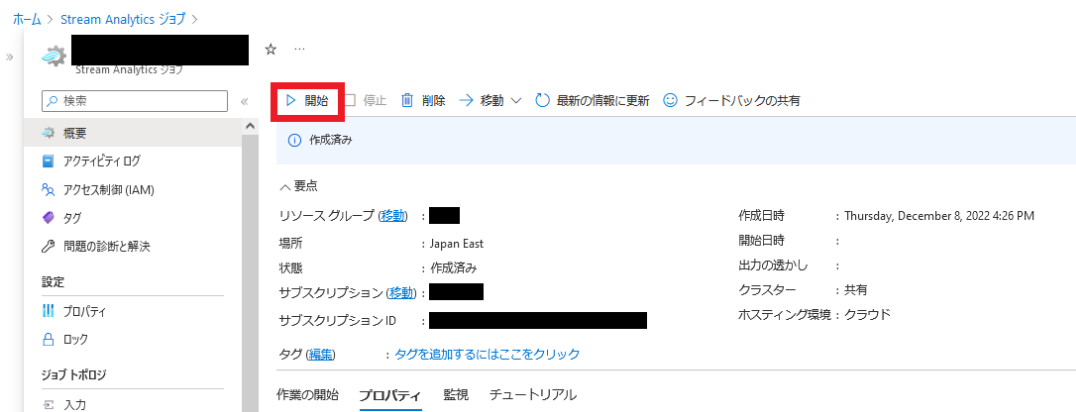 ホーム > Stream Analytics ジョブ >
Stream Analytics ジョブ
検索
概要
アクティビティ ログ
アクセス制御 (IAM)
タグ
問題の診断と解決
設定
プロパティ
ロック
ジョブ トポロジ
入力
開始 停止 削除 移動 最新の情報に更新 フィードバックの共有
作成済み
要点
リソース グループ (移動) :
場所 : Japan East
状態 : 作成済み
サブスクリプション (移動) :
サブスクリプション ID :
タグ (編集) : タグを追加するにはここをクリック
作成日時 : Thursday, December 8, 2022 4:26 PM
開始日時 :
出力の透かし :
クラスター : 共有
ホスティング環境 : クラウド
作業の開始 プロパティ 監視 チュートリアル